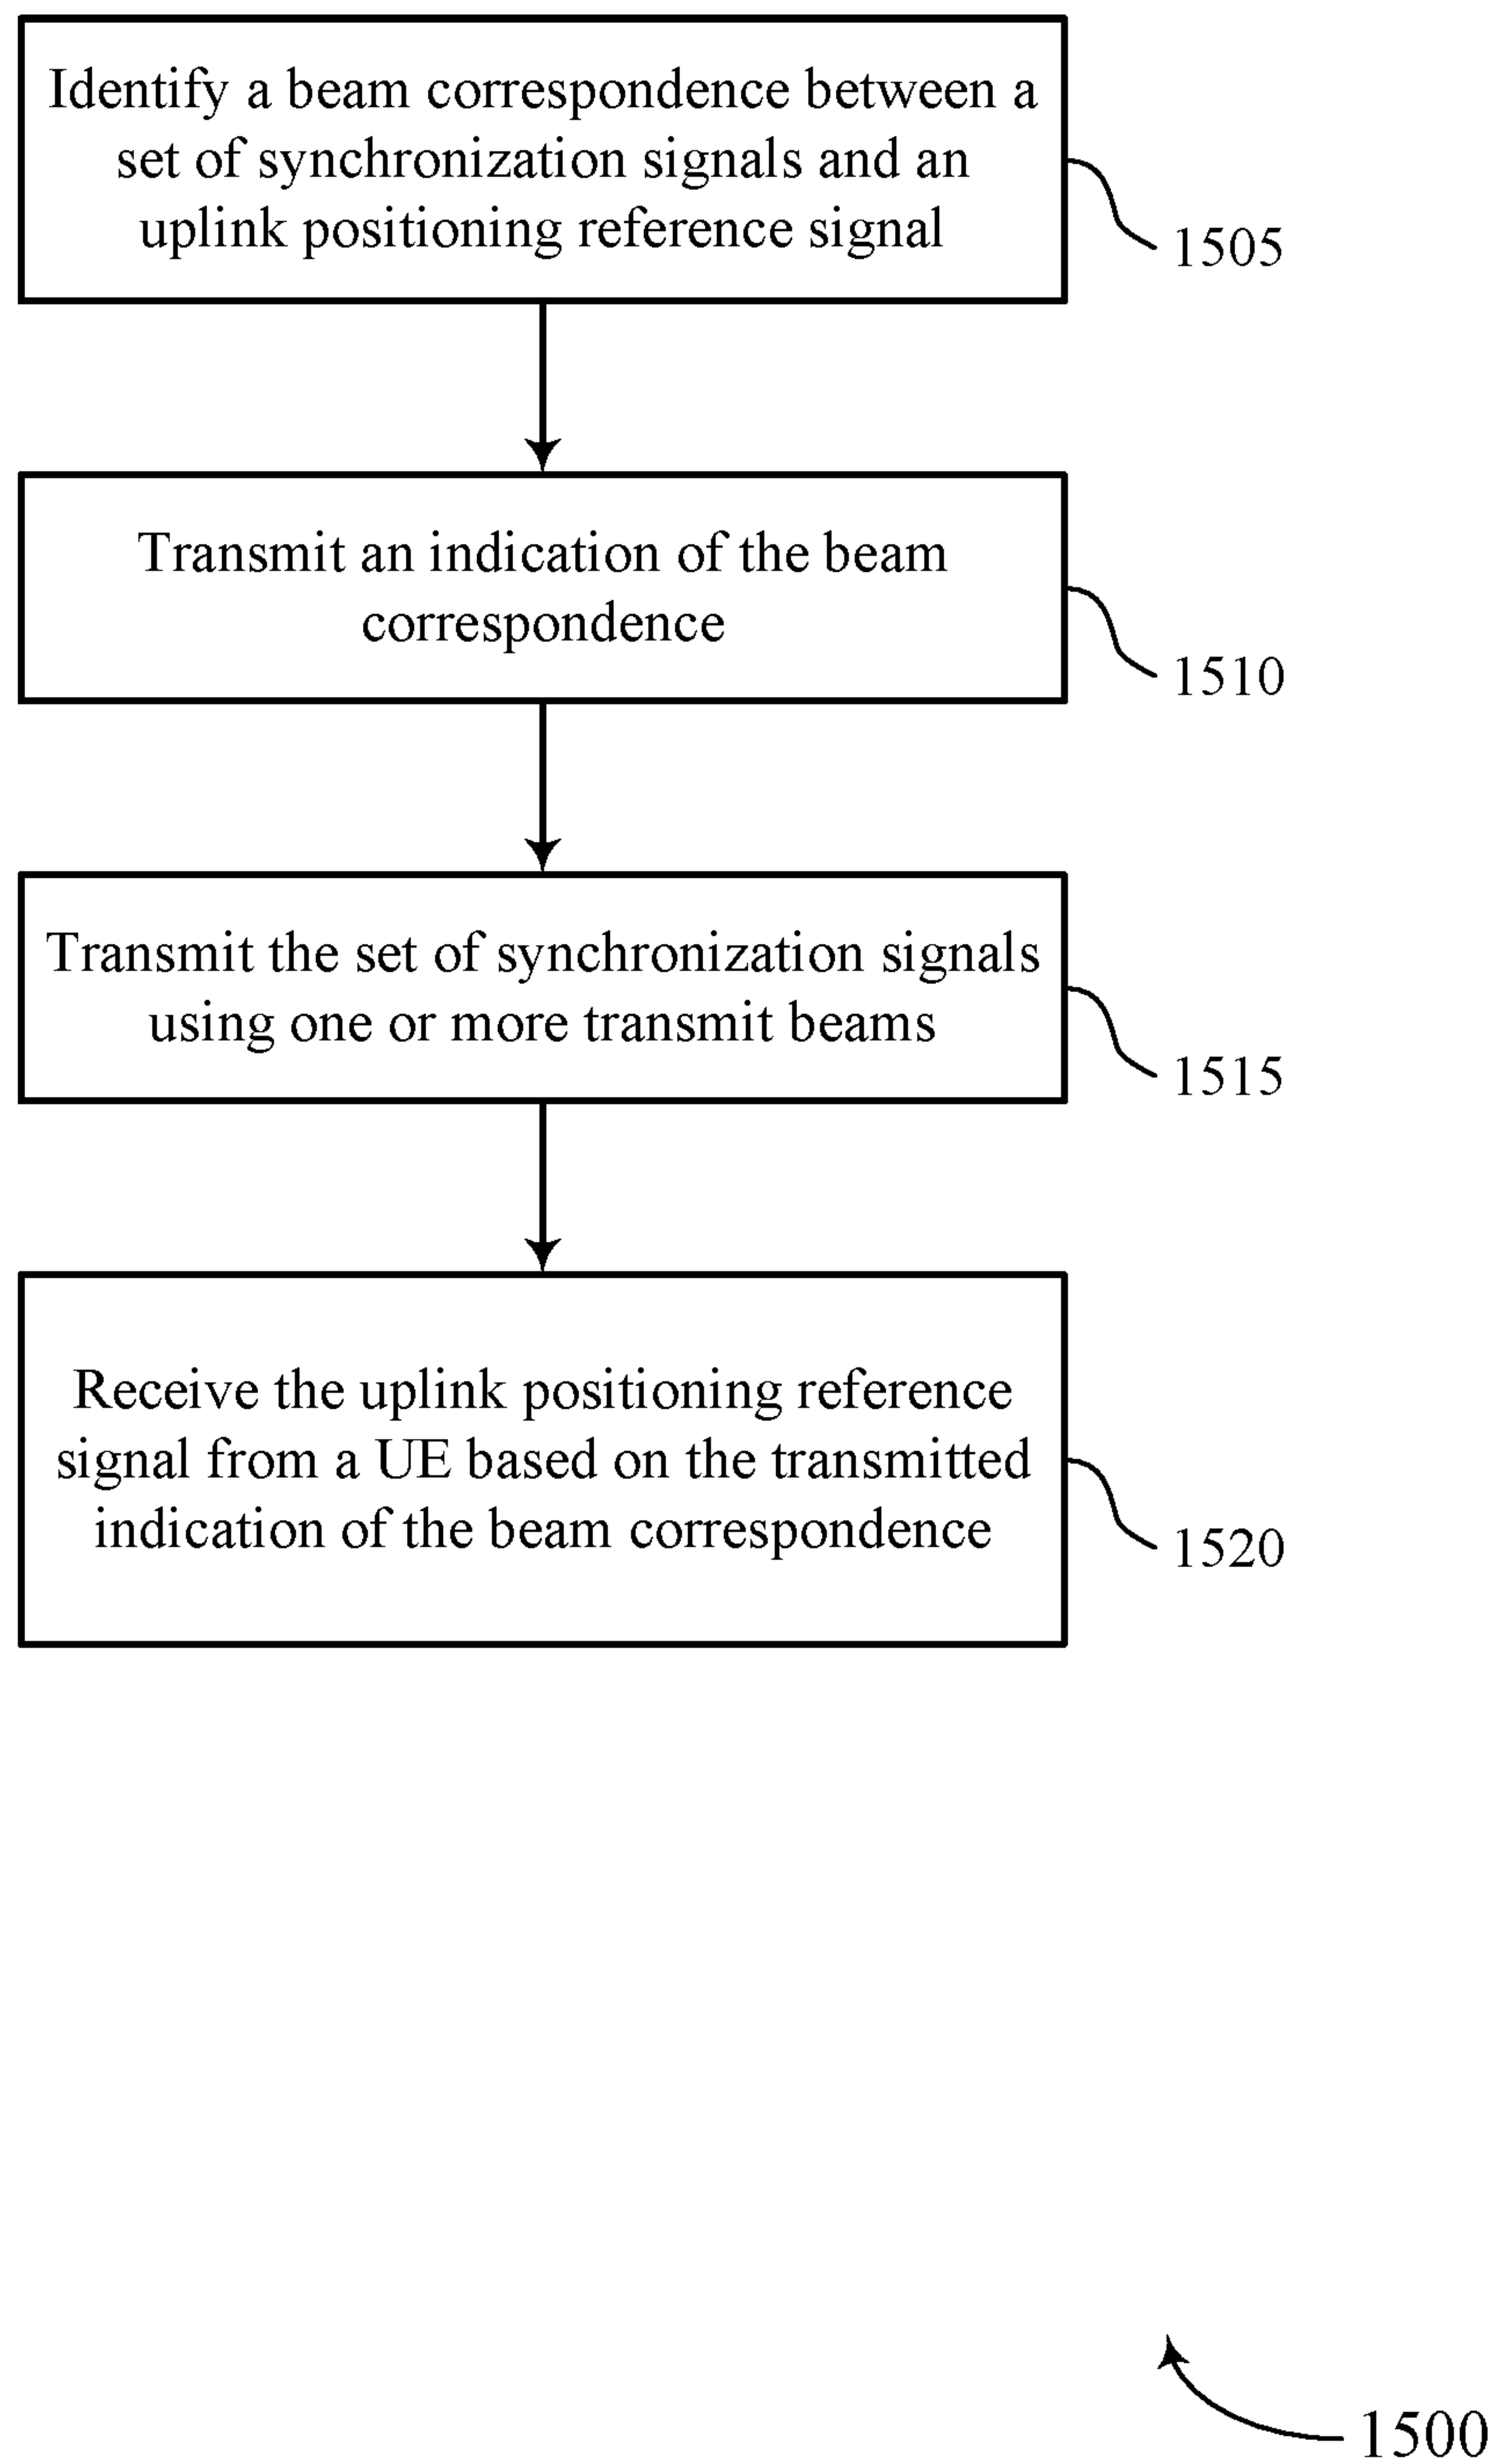 Identify a beam correspondence between a
set of synchronization signals and an
uplink positioning reference signal
1505
Transmit an indication of the beam
correspondence
1510
Transmit the set of synchronization signals
using one or more transmit beams
1515
Receive the uplink positioning reference
signal from a UE based on the transmitted
indication of the beam correspondence
1520
1500